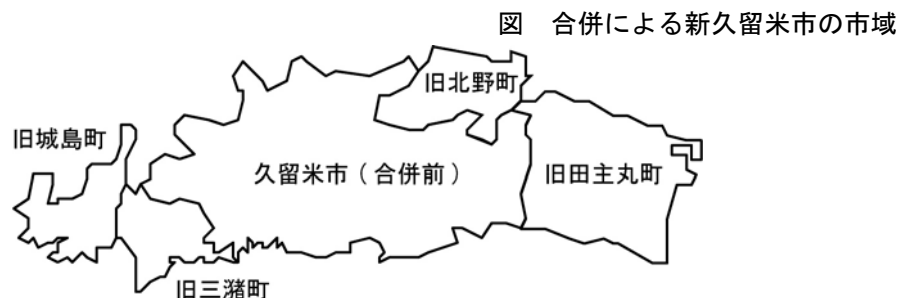 図　合併による新久留米市の市域
旧北野町
旧城島町
久留米市（合併前）
旧田主丸町
旧三潴町